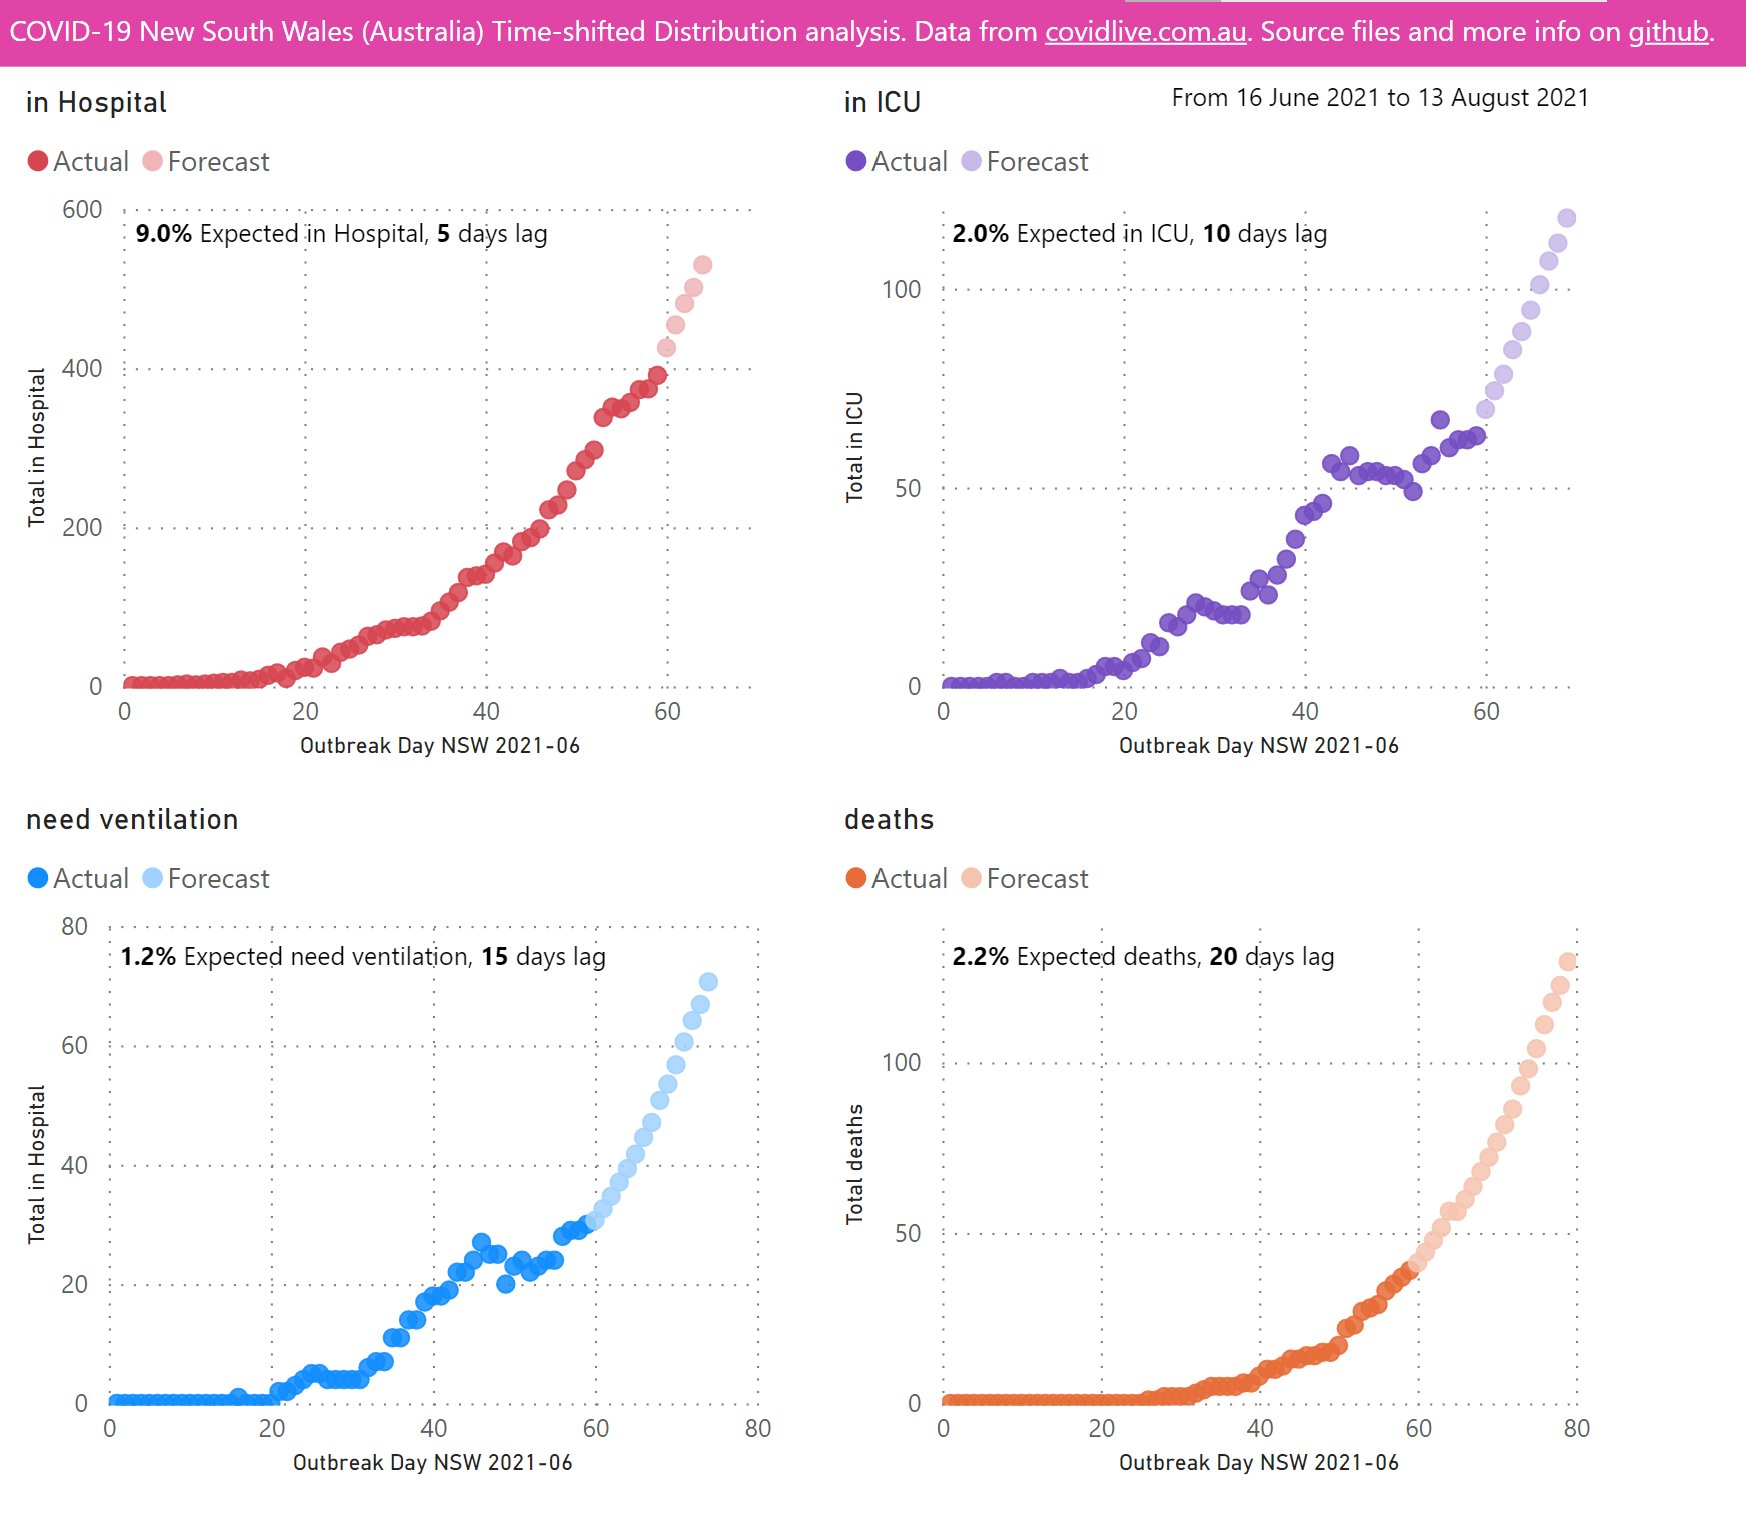 COVID-19 New South Wales (Australia) Time-shifted Distribution analysis. Data from covidlive.com.au. Source files and more info on github.
in Hospital
Actual Forecast
600
9.0% Expected in Hospital, 5 days lag
400
200
0
Total in Hospital
0 20 40 60
Outbreak Day NSW 2021-06
in ICU
From 16 June 2021 to 13 August 2021
Actual Forecast
2.0% Expected in ICU, 10 days lag
100
50
0
Total in ICU
0 20 40 60
Outbreak Day NSW 2021-06
need ventilation
Actual Forecast
80
1.2% Expected need ventilation, 15 days lag
60
40
20
0
Total in Hospital
0 20 40 60 80
Outbreak Day NSW 2021-06
deaths
Actual Forecast
2.2% Expected deaths, 20 days lag
100
50
0
Total deaths
0 20 40 60 80
Outbreak Day NSW 2021-06